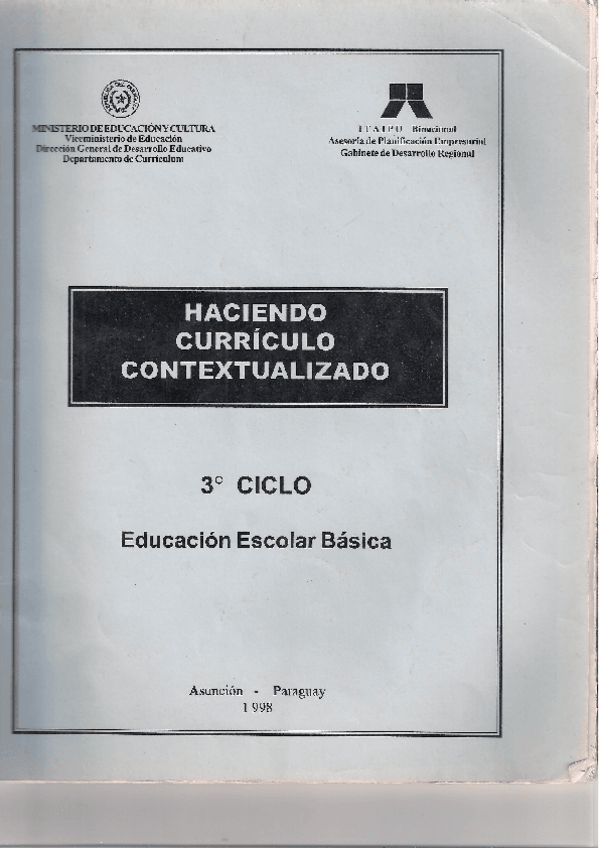 MINISTERIO DE EDUCACIÓN Y CULTURA
Viceministerio de Educación
Dirección General de Desarrollo Educativo
Departamento de Curriculum
ITAIPU Binacional
Asesoría de Planificación Empresarial
Gabinete de Desarrollo Regional
HACIENDO
CURRÍCULO
CONTEXTUALIZADO
3° CICLO
Educación Escolar Básica
Asunción - Paraguay
1998